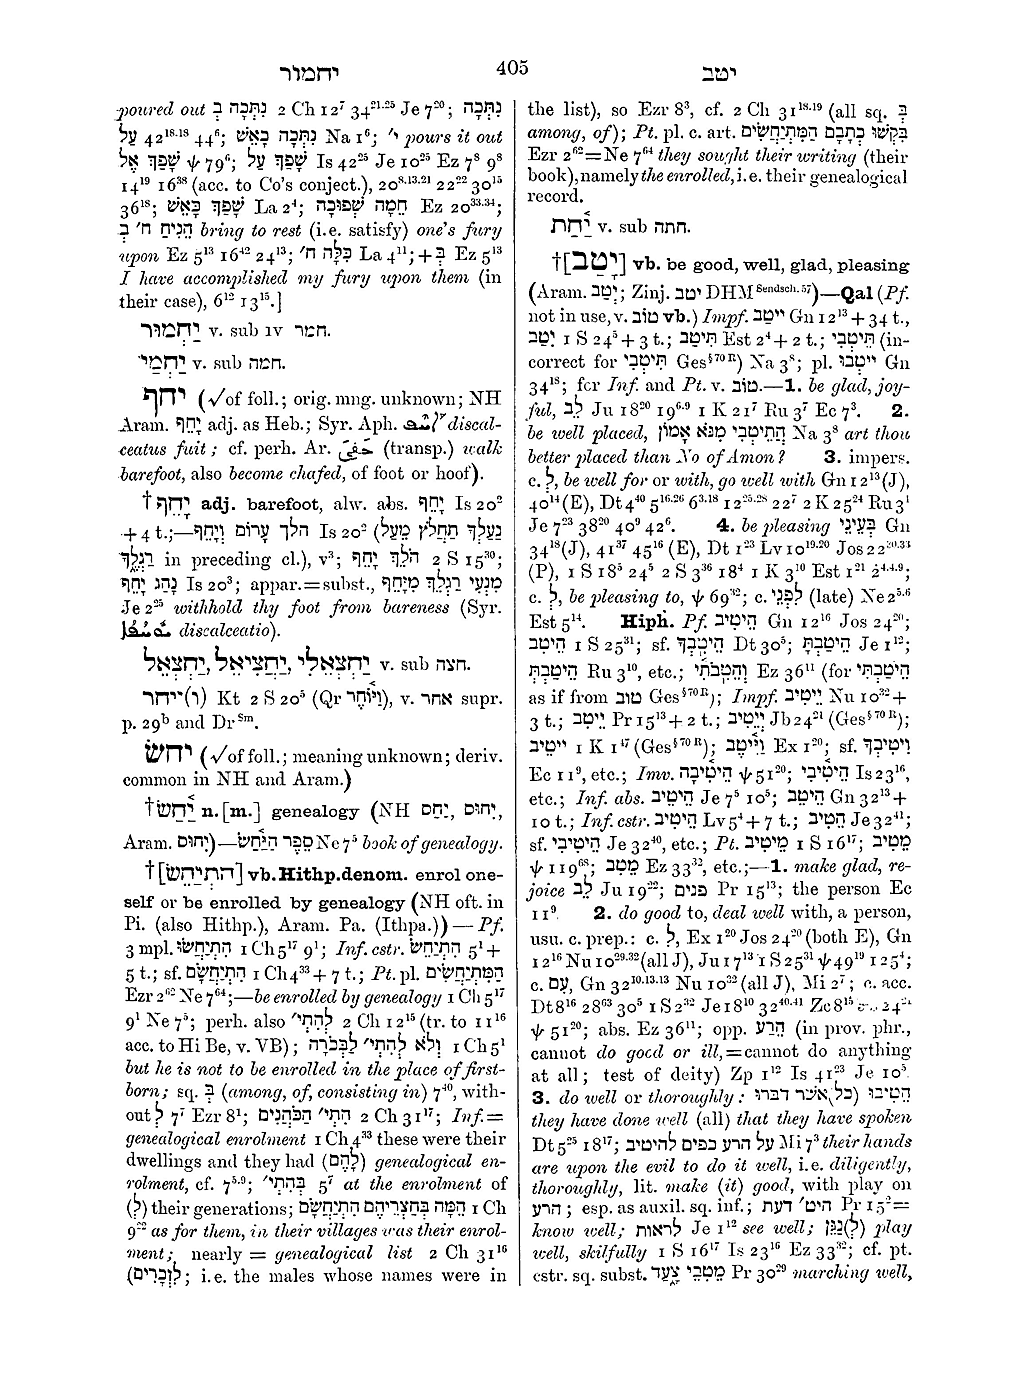 יחמור
405
יטב
poured out נִתְּכָה בְּ 2 Ch 12⁷ 34²¹·²⁵ Je 7²⁰; נִתְּכָה
עַל 42¹⁸·¹⁸ 44⁶; נִתְּכָה כָאֵשׁ Na 1⁶; י׳ pours it out
שָׁפַךְ אֶל ψ 79⁶; שָׁפַךְ עַל Is 42²⁵ Je 10²⁵ Ez 7⁸ 9⁸
14¹⁹ 16³⁸ (acc. to Co's conject.), 20⁸·¹³·²¹ 22²² 30¹⁵
36¹⁸; שָׁפַךְ כָּאֵשׁ La 2⁴; חֵמָה שְׁפוּכָה Ez 20³³·³⁴;
הֵנִיחַ ח׳ בְּ bring to rest (i.e. satisfy) one's fury
upon Ez 5¹³ 16⁴² 24¹³; כִּלָּה ח׳ La 4¹¹; + בְּ Ez 5¹³
I have accomplished my fury upon them (in
their case), 6¹² 13¹⁵.]
יַחְמוּר v. sub IV חמר.
יַחְמַי v. sub חמה.
יחף (√of foll.; orig. mng. unknown; NH
Aram. יָחֵף adj. as Heb.; Syr. Aph. discal-
ceatus fuit; cf. perh. Ar. (transp.) walk
barefoot, also become chafed, of foot or hoof).
† יָחֵף adj. barefoot, alw. abs. יָחֵף Is 20²
+ 4 t.;—הלך עָרוֹם וְיָחֵף Is 20² (נַעַלְךָ תַחֲלֹץ מֵעַל
רַגְלֶךָ in preceding cl.), v³; הֹלֵךְ יָחֵף 2 S 15³⁰;
נָהַג יָחֵף Is 20³; appar. = subst., מִנְעִי רַגְלֵךְ מִיָּחֵף
Je 2²⁵ withhold thy foot from bareness (Syr.
discalceatio).
יַחְצְאֵלִי, יַחְצִיאֵל, יַחְצְאֵל v. sub חצה.
ו)ייחר) Kt 2 S 20⁵ (Qr וַיּוֹחֶר), v. אחר supr.
p. 29ᵇ and Drˢᵐ.
יחשׂ (√of foll.; meaning unknown; deriv.
common in NH and Aram.)
† יַ֫חַשׂ n.[m.] genealogy (NH יַחַס, יִחוּס,
Aram. יִחוּס)—סֵפֶר הַיַּחַשׂ Ne 7⁵ book of genealogy.
† [הִתְיַחֵשׂ] vb.Hithp.denom. enrol one-
self or be enrolled by genealogy (NH oft. in
Pi. (also Hithp.), Aram. Pa. (Ithpa.)) — Pf.
3 mpl. הִתְיַחְשׂוּ 1 Ch 5¹⁷ 9¹; Inf. cstr. הִתְיַחֵשׂ 5¹ +
5 t.; sf. הִתְיַחְשָׂם 1 Ch 4³³ + 7 t.; Pt. pl. הַמִּתְיַחְשִׂים
Ezr 2⁶² Ne 7⁶⁴;—be enrolled by genealogy 1 Ch 5¹⁷
9¹ Ne 7⁵; perh. also לְהִתְי׳ 2 Ch 12¹⁵ (tr. to 11¹⁶
acc. to Hi Be, v. VB); וְלֹא לְהִתְי׳ לַבְּכֹרָה 1 Ch 5¹
but he is not to be enrolled in the place of first-
born; sq. בְּ (among, of, consisting in) 7⁴⁰, with-
out לְ 7⁷ Ezr 8¹; הִתְי׳ הַכֹּהֲנִים 2 Ch 31¹⁷; Inf. =
genealogical enrolment 1 Ch 4³³ these were their
dwellings and they had (לָהֶם) genealogical en-
rolment, cf. 7⁵·⁹; בְּהִתְי׳ 5⁷ at the enrolment of
(לְ) their generations; הֵמָּה בְחַצְרֵיהֶם הִתְיַחְשָׂם 1 Ch
9²² as for them, in their villages was their enrol-
ment; nearly = genealogical list 2 Ch 31¹⁶
(לִזְכָרִים; i.e. the males whose names were in
the list), so Ezr 8³, cf. 2 Ch 31¹⁸·¹⁹ (all sq. בְּ
among, of); Pt. pl. c. art. בִּקְשׁוּ כְתָבָם הַמִּתְיַחְשִׂים
Ezr 2⁶² = Ne 7⁶⁴ they sought their writing (their
book), namely the enrolled, i.e. their genealogical
record.
יַ֫חַת v. sub חתה.
† [יָטַב] vb. be good, well, glad, pleasing
(Aram. יְטַב; Zinj. יטב DHM Sendsch. 57)—Qal (Pf.
not in use, v. טוֹב vb.) Impf. יִיטַב Gn 12¹³ + 34 t.,
יִטַב 1 S 24⁵ + 3 t.; תִּיטַב Est 2⁴ + 2 t.; תֵּיטְבִי (in-
correct for תִּיטְבִי Ges§⁷⁰ᴿ) Na 3⁸; pl. יִיטְבוּ Gn
34¹⁸; for Inf. and Pt. v. טוֹב.—1. be glad, joy-
ful, לֵב Ju 18²⁰ 19⁶·⁹ 1 K 21⁷ Ru 3⁷ Ec 7³. 2.
be well placed, הֲתֵיטְבִי מִנֹּא אָמוֹן Na 3⁸ art thou
better placed than No of Amon? 3. impers.
c. לְ, be well for or with, go well with Gn 12¹³ (J),
40¹⁴ (E), Dt 4⁴⁰ 5¹⁶·²⁶ 6³·¹⁸ 12²⁵·²⁸ 22⁷ 2 K 25²⁴ Ru 3¹
Je 7²³ 38²⁰ 40⁹ 42⁶. 4. be pleasing בְּעֵינֵי Gn
34¹⁸ (J), 41³⁷ 45¹⁶ (E), Dt 1²³ Lv 10¹⁹·²⁰ Jos 22³⁰·³³
(P), 1 S 18⁵ 24⁵ 2 S 3³⁶ 18⁴ 1 K 3¹⁰ Est 1²¹ 2⁴·⁴·⁹;
c. לְ, be pleasing to, ψ 69³²; c. לִפְנֵי (late) Ne 2⁵·⁶
Est 5¹⁴. Hiph. Pf. הֵיטִיב Gn 12¹⁶ Jos 24²⁰;
הֵיטִב 1 S 25³¹; sf. הֵיטִבְךָ Dt 30⁵; הֵיטַבְתָּ Je 1¹²;
הֵיטַבְתְּ Ru 3¹⁰, etc.; וְהֵטִבֹתִי Ez 36¹¹ (for הֵיטַבְתִּי
as if from טוב Ges§⁷⁰ᴿ); Impf. יֵיטִיב Nu 10³² +
3 t.; יֵיטִב Pr 15¹³ + 2 t.; יְיֵטִיב Jb 24²¹ (Ges§⁷⁰ᴿ);
ייטיב 1 K 1⁴⁷ (Ges§⁷⁰ᴿ); וַיֵּיטֶב Ex 1²⁰; sf. וִיטִיבְךָ
Ec 11⁹, etc.; Imv. הֵיטִיבָה ψ 51²⁰; הֵיטִיבִי Is 23¹⁶,
etc.; Inf. abs. הֵיטֵיב Je 7⁵ 10⁵; הֵיטֵב Gn 32¹³ +
10 t.; Inf. cstr. הֵיטִיב Lv 5⁴ + 7 t.; הֵטִיב Je 32⁴¹;
sf. הֵיטִיבִי Je 32⁴⁰, etc.; Pt. מֵיטִיב 1 S 16¹⁷; מֵטִיב
ψ 119⁶⁸; מֵטִב Ez 33³², etc.;—1. make glad, re-
joice לֵב Ju 19²²; פנים Pr 15¹³; the person Ec
11⁹. 2. do good to, deal well with, a person,
usu. c. prep.: c. לְ, Ex 1²⁰ Jos 24²⁰ (both E), Gn
12¹⁶ Nu 10²⁹·³² (all J), Ju 17¹³ 1 S 25³¹ ψ 49¹⁹ 125⁴;
c. עִם, Gn 32¹⁰·¹³·¹³ Nu 10³² (all J), Mi 2⁷; c. acc.
Dt 8¹⁶ 28⁶³ 30⁵ 1 S 2³² Je 18¹⁰ 32⁴⁰·⁴¹ Zc 8¹⁵ 24²¹
ψ 51²⁰; abs. Ez 36¹¹; opp. הֵרַע (in prov. phr.,
cannot do good or ill, = cannot do anything
at all; test of deity) Zp 1¹² Is 41²³ Je 10⁵.
3. do well or thoroughly: הֵטִיבוּ (כָּל־)אֲשֶׁר דִּבֵּרוּ
they have done well (all) that they have spoken
Dt 5²⁵ 18¹⁷; על הרע כפים להיטיב Mi 7³ their hands
are upon the evil to do it well, i.e. diligently,
thoroughly, lit. make (it) good, with play on
הרע; esp. as auxil. sq. inf.; היט׳ דעת Pr 15² =
know well; לראות Je 1¹² see well; (לְ)נַגֵּן play
well, skilfully 1 S 16¹⁷ Is 23¹⁶ Ez 33³²; cf. pt.
cstr. sq. subst. מֵטִבֵי צָעַד Pr 30²⁹ marching well,